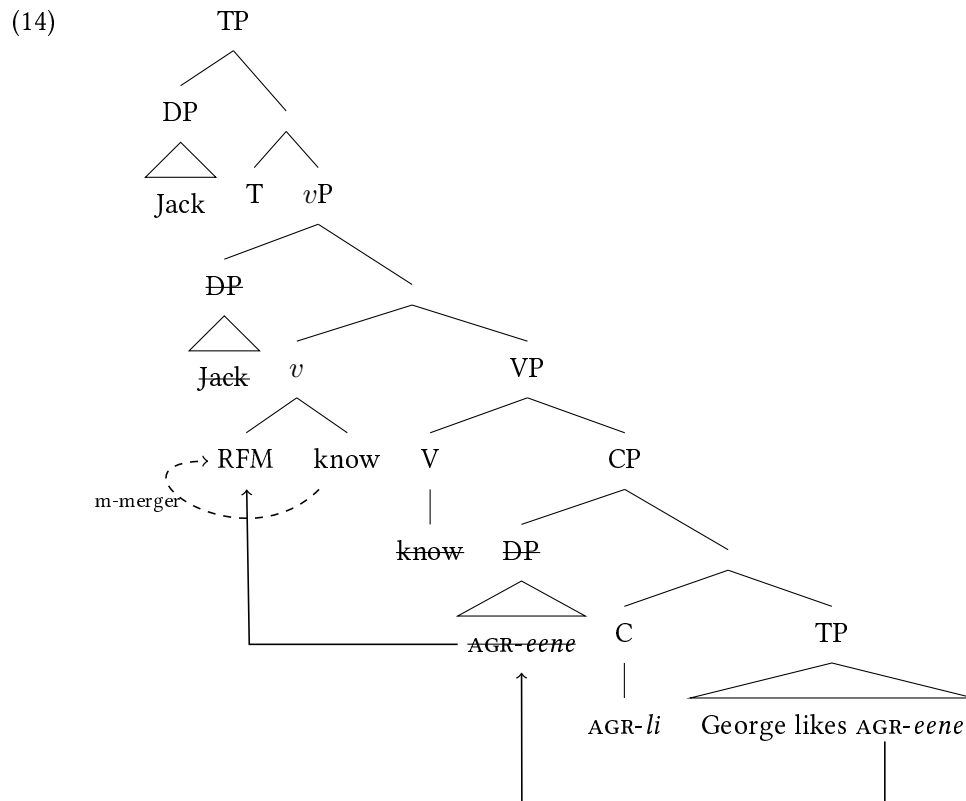 (14) TP
DP
Jack T vP
DP
Jack v VP
RFM know V CP
m-merger
know DP
AGR-eene C TP
AGR-li George likes AGR-eene